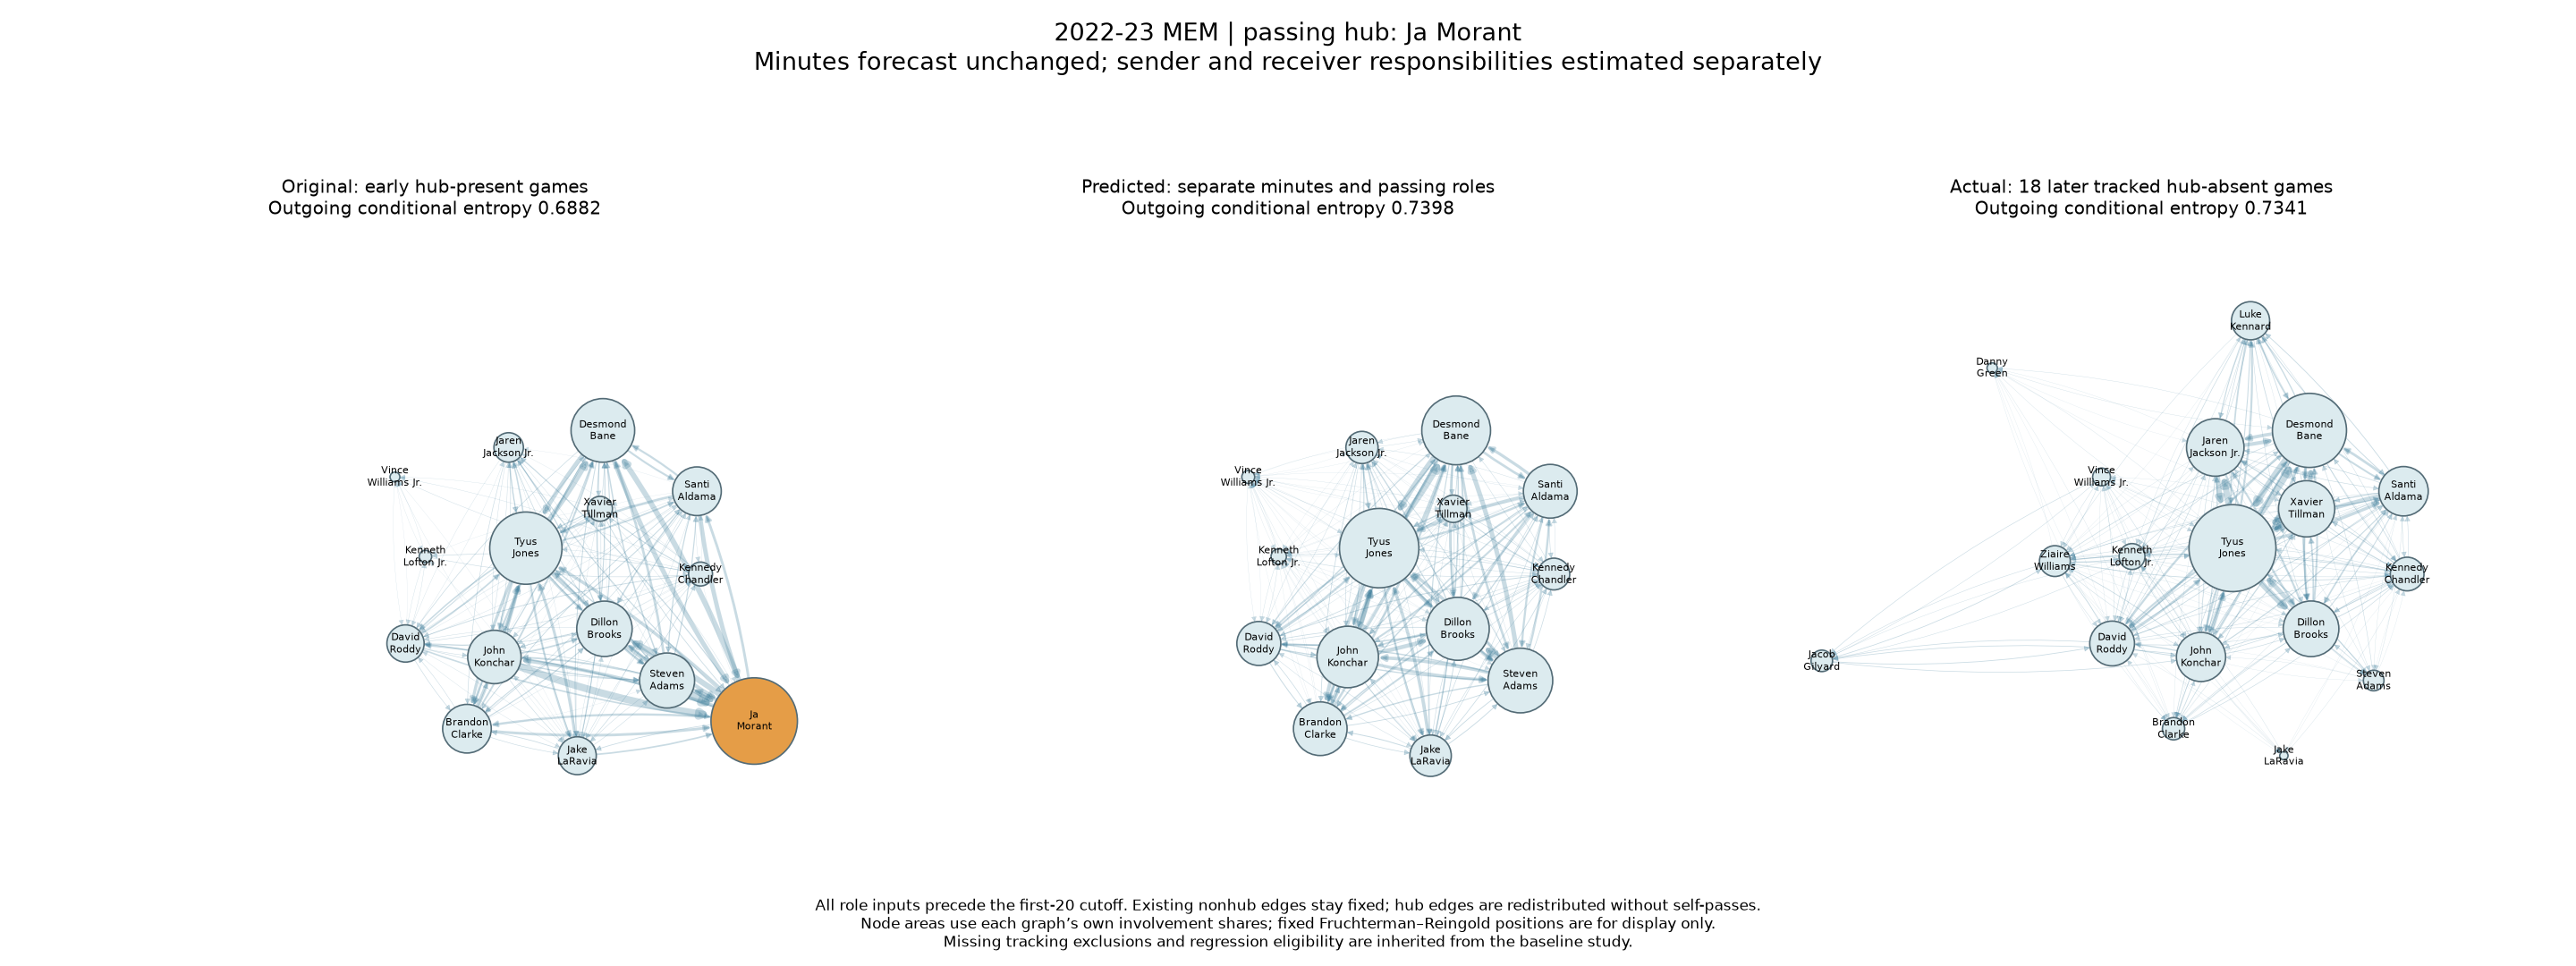 2022-23 MEM | passing hub: Ja Morant
Minutes forecast unchanged; sender and receiver responsibilities estimated separately
Original: early hub-present games
Outgoing conditional entropy 0.6882
Desmond
Bane
Jaren
Jackson Jr.
Vince
Williams Jr.
Santi
Aldama
Xavier
Tillman
Tyus
Jones
Kenneth
Lofton Jr.
Kennedy
Chandler
David
Roddy
John
Konchar
Dillon
Brooks
Steven
Adams
Ja
Morant
Brandon
Clarke
Jake
LaRavia
Predicted: separate minutes and passing roles
Outgoing conditional entropy 0.7398
Desmond
Bane
Jaren
Jackson Jr.
Vince
Williams Jr.
Santi
Aldama
Xavier
Tillman
Tyus
Jones
Kenneth
Lofton Jr.
Kennedy
Chandler
David
Roddy
John
Konchar
Dillon
Brooks
Steven
Adams
Brandon
Clarke
Jake
LaRavia
Actual: 18 later tracked hub-absent games
Outgoing conditional entropy 0.7341
Luke
Kennard
Danny
Green
Desmond
Bane
Jaren
Jackson Jr.
Vince
Williams Jr.
Santi
Aldama
Xavier
Tillman
Tyus
Jones
Ziaire
Williams
Kenneth
Lofton Jr.
Kennedy
Chandler
David
Roddy
John
Konchar
Dillon
Brooks
Jacob
Gilyard
Steven
Adams
Brandon
Clarke
Jake
LaRavia
All role inputs precede the first-20 cutoff. Existing nonhub edges stay fixed; hub edges are redistributed without self-passes.
Node areas use each graph’s own involvement shares; fixed Fruchterman–Reingold positions are for display only.
Missing tracking exclusions and regression eligibility are inherited from the baseline study.